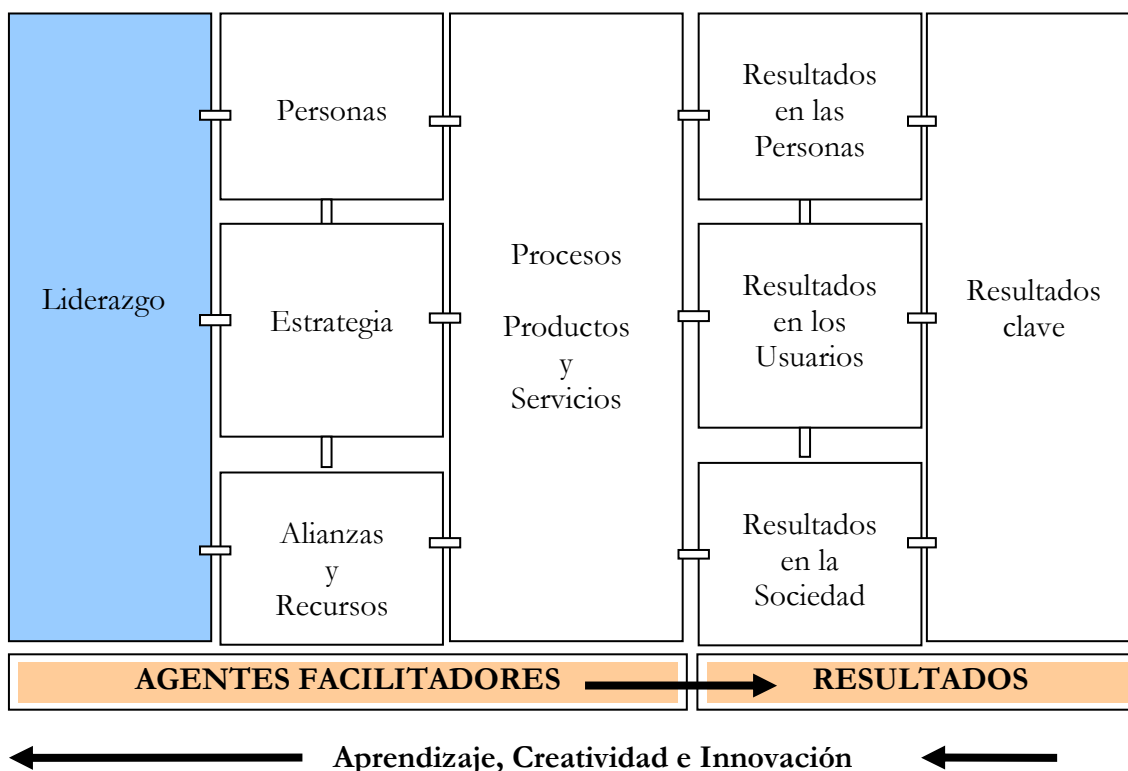 Liderazgo
Personas
Estrategia
Alianzas
y
Recursos
Procesos
Productos
y
Servicios
Resultados
en las
Personas
Resultados
en los
Usuarios
Resultados
en la
Sociedad
Resultados
clave
AGENTES FACILITADORES
RESULTADOS
Aprendizaje, Creatividad e Innovación